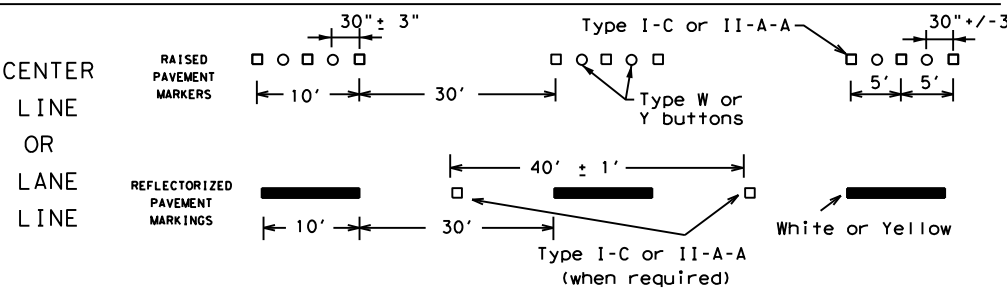 30" ± 3"
Type I-C or II-A-A
30"+/-3
CENTER
LINE
OR
LANE
LINE
RAISED
PAVEMENT
MARKERS
10'
30'
Type W or
Y buttons
5'
5'
40' ± 1'
REFLECTORIZED
PAVEMENT
MARKINGS
10'
30'
Type I-C or II-A-A
(when required)
White or Yellow